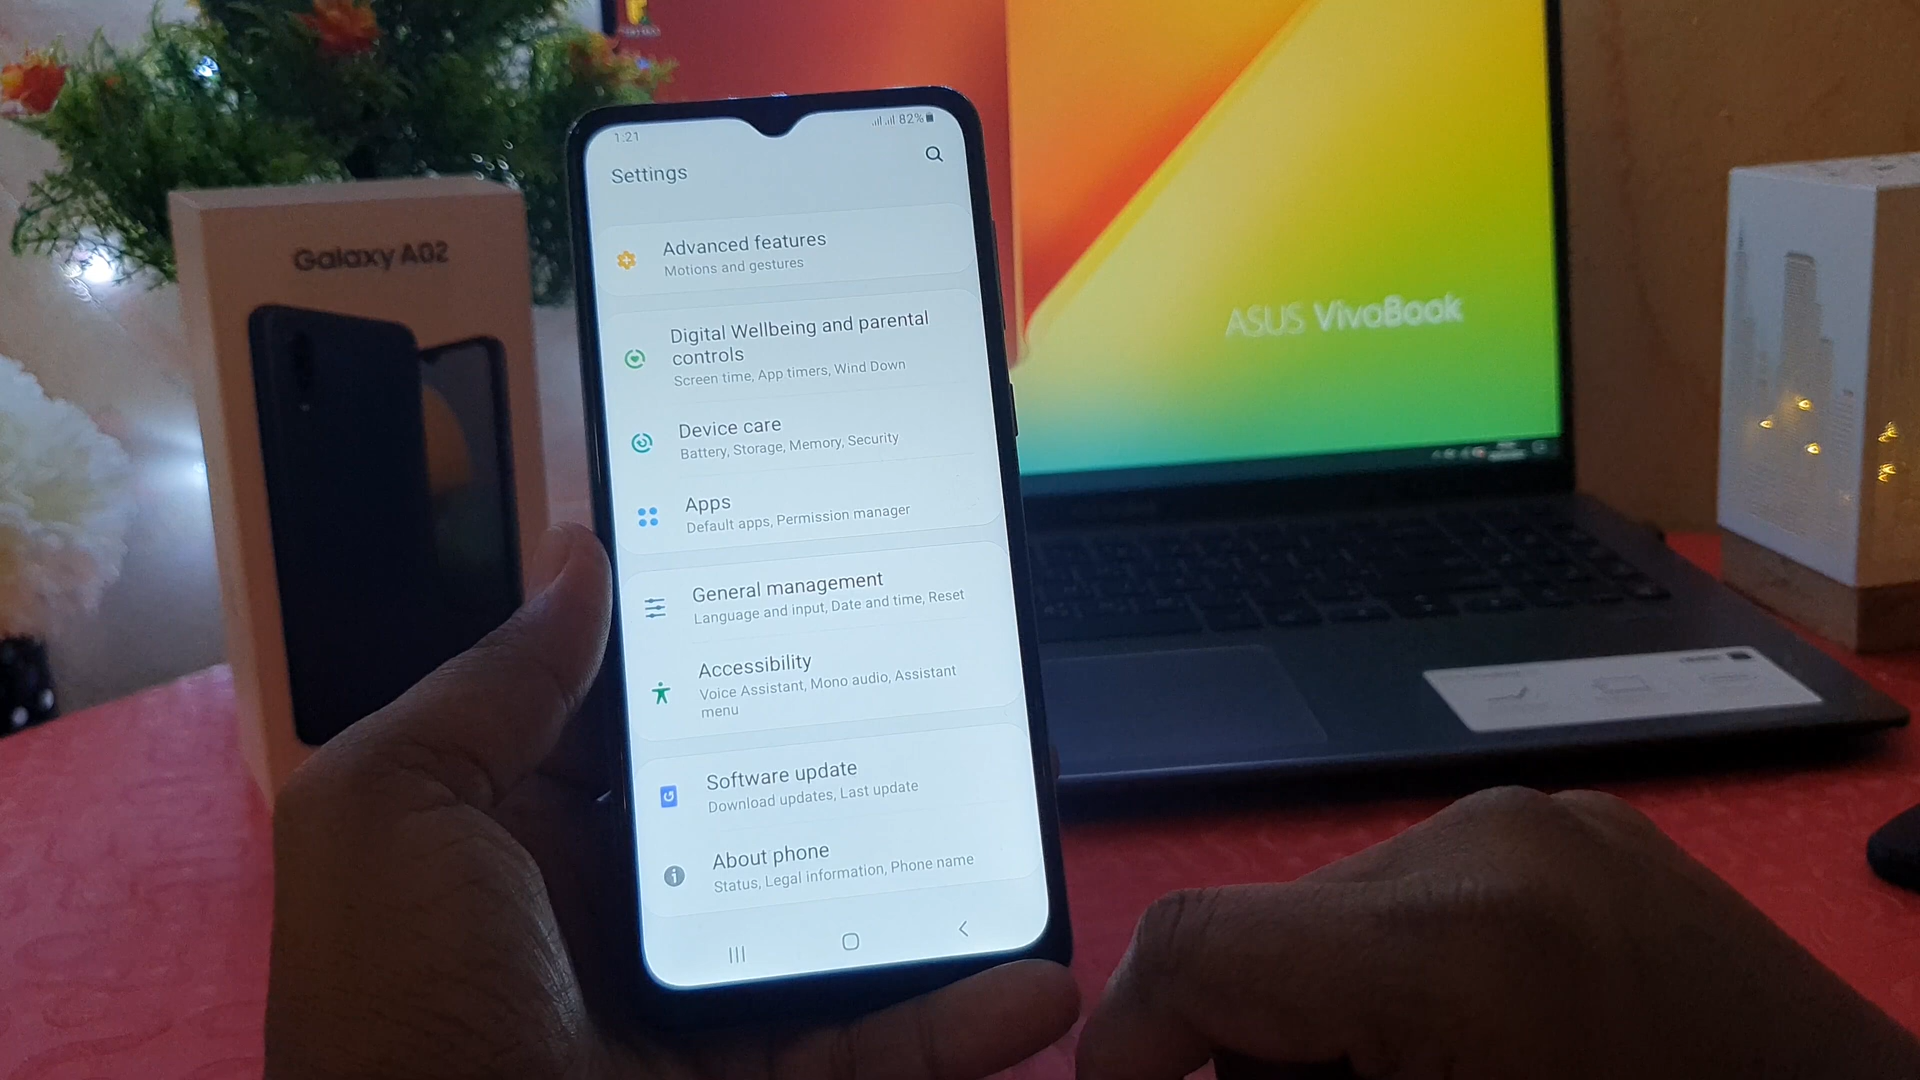 Galaxy A02
1:21
82%
Settings
Advanced features
Motions and gestures
Digital Wellbeing and parental
controls
Screen time, App timers, Wind Down
Device care
Battery, Storage, Memory, Security
Apps
Default apps, Permission manager
General management
Language and input, Date and time, Reset
Accessibility
Voice Assistant, Mono audio, Assistant
menu
Software update
Download updates, Last update
About phone
Status, Legal information, Phone name
ASUS VivoBook